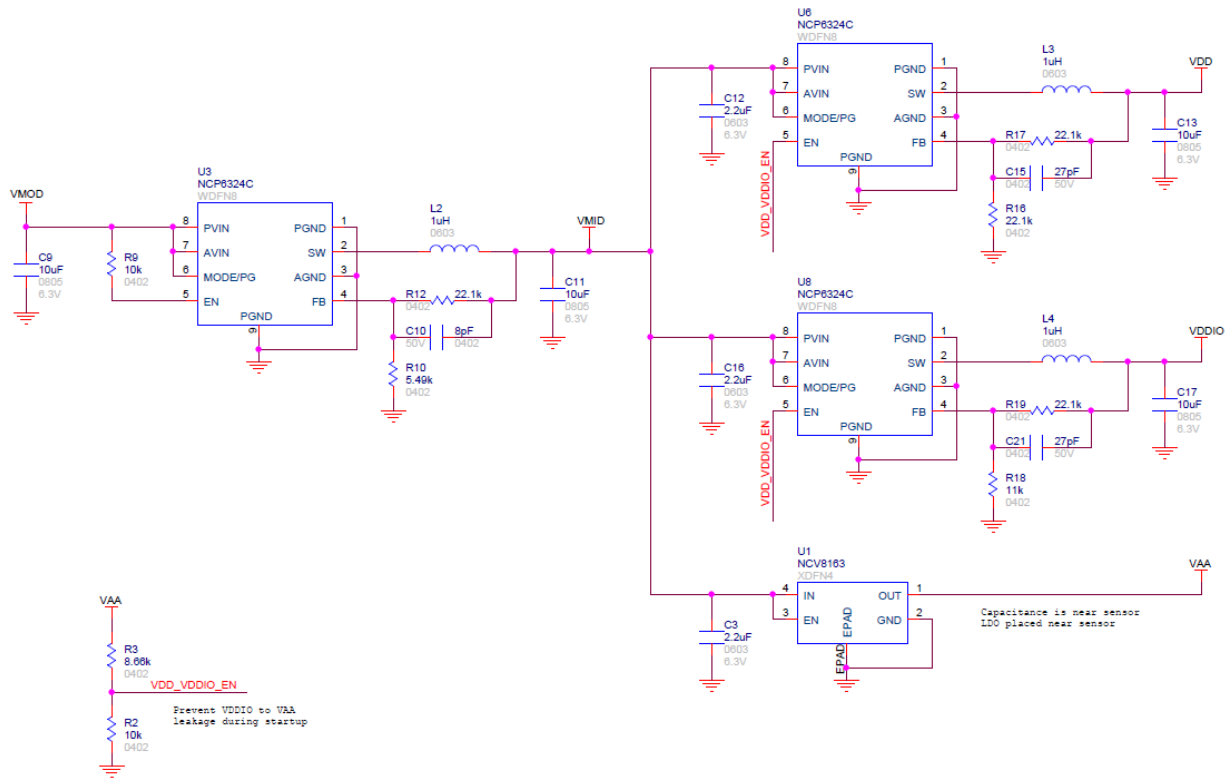 U6
NCP6324C
WDFN8
8
PVIN
PGND
1
7
AVIN
SW
2
6
MODE/PG
AGND
3
5
EN
FB
4
PGND
9
C12
2.2uF
0603
6.3V
VDD_VDDIO_EN
L3
1uH
0603
VDD
C13
10uF
0805
6.3V
R17
22.1k
0402
C15
27pF
0402
50V
R16
22.1k
0402
VMOD
C9
10uF
0805
6.3V
R9
10k
0402
U3
NCP6324C
WDFN8
8
PVIN
PGND
1
7
AVIN
SW
2
6
MODE/PG
AGND
3
5
EN
FB
4
PGND
9
L2
1uH
0603
VMID
R12
22.1k
0402
C10
8pF
50V
0402
R10
5.49k
0402
C11
10uF
0805
6.3V
U8
NCP6324C
WDFN8
8
PVIN
PGND
1
7
AVIN
SW
2
6
MODE/PG
AGND
3
5
EN
FB
4
PGND
9
C16
2.2uF
0603
6.3V
VDD_VDDIO_EN
L4
1uH
0603
VDDIO
C17
10uF
0805
6.3V
R19
22.1k
0402
C21
27pF
0402
50V
R18
11k
0402
U1
NCV8163
XDFN4
4
IN
OUT
1
3
EN
GND
2
EPAD
EPAD
C3
2.2uF
0603
6.3V
VAA
Capacitance is near sensor
LDO placed near sensor
VAA
R3
8.66k
0402
VDD_VDDIO_EN
R2
10k
0402
Prevent VDDIO to VAA
leakage during startup